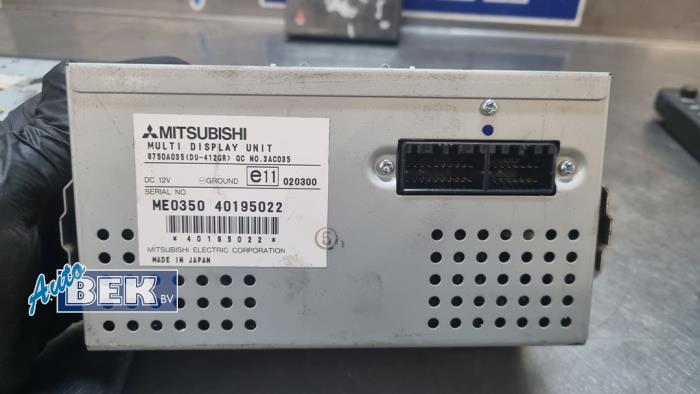 MITSUBISHI
MULTI DISPLAY UNIT
8750A035(DU-412GR) QC NO.3AC035
DC 12V ⊖GROUND e11 020300
SERIAL NO
ME0350 40195022
* 40195022 *
MITSUBISHI ELECTRIC CORPORATION
MADE IN JAPAN
5
Auto
BEK BV